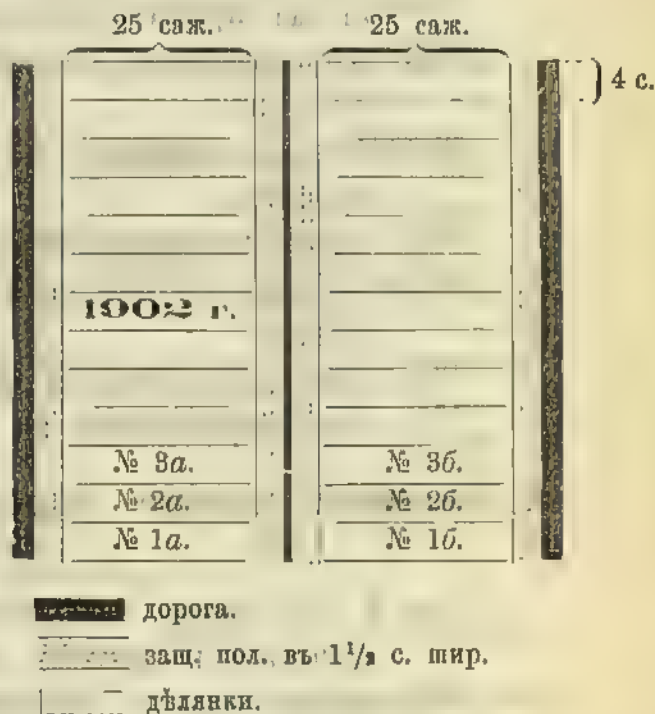 25 саж. 25 саж.
4 с.
1902 г.
№ 3а. № 3б.
№ 2а. № 2б.
№ 1а. № 1б.
дорога.
защ. пол. въ 1¹/₂ с. шир.
дѣлянки.